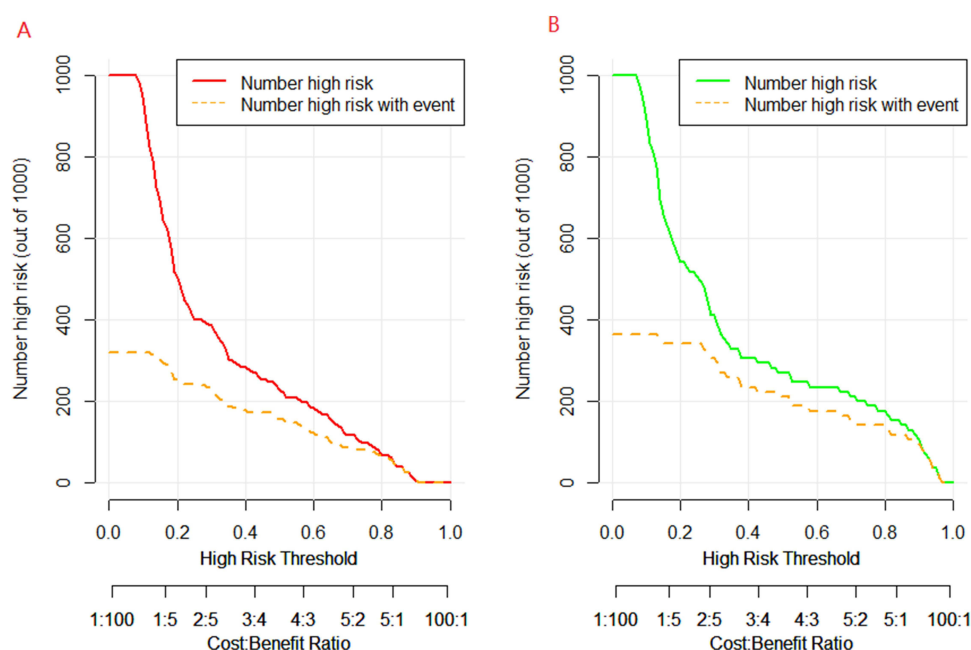 A
Number high risk
Number high risk with event
Number high risk (out of 1000)
1000
800
600
400
200
0
0.0 0.2 0.4 0.6 0.8 1.0
High Risk Threshold
1:100 1:5 2:5 3:4 4:3 5:2 5:1 100:1
Cost:Benefit Ratio
B
Number high risk
Number high risk with event
Number high risk (out of 1000)
1000
800
600
400
200
0
0.0 0.2 0.4 0.6 0.8 1.0
High Risk Threshold
1:100 1:5 2:5 3:4 4:3 5:2 5:1 100:1
Cost:Benefit Ratio